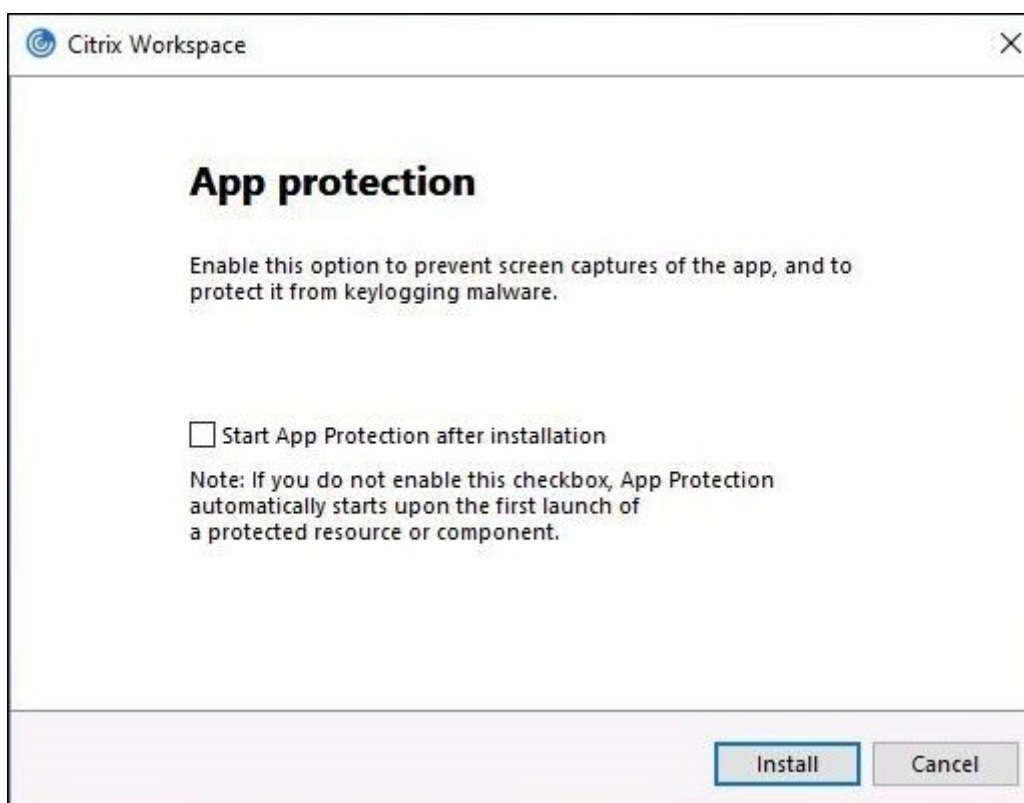 Citrix Workspace
App protection
Enable this option to prevent screen captures of the app, and to
protect it from keylogging malware.
Start App Protection after installation
Note: If you do not enable this checkbox, App Protection
automatically starts upon the first launch of
a protected resource or component.
Install Cancel